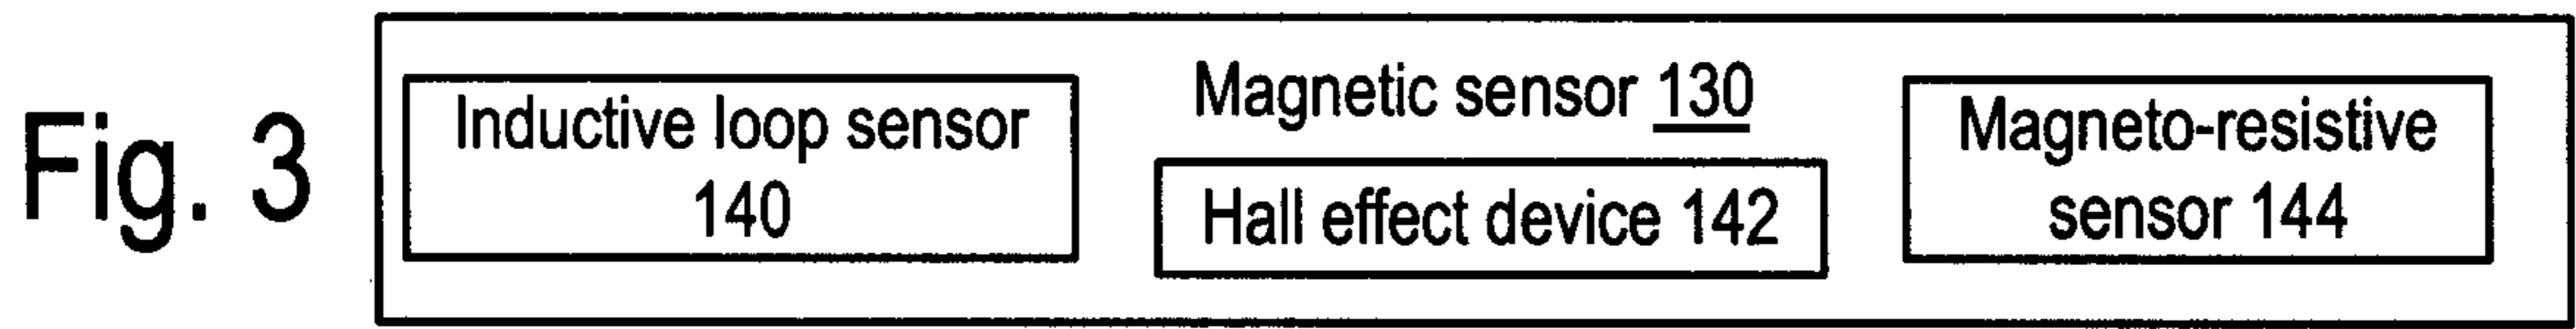 Fig. 3
Inductive loop sensor
140
Magnetic sensor 130
Hall effect device 142
Magneto-resistive
sensor 144